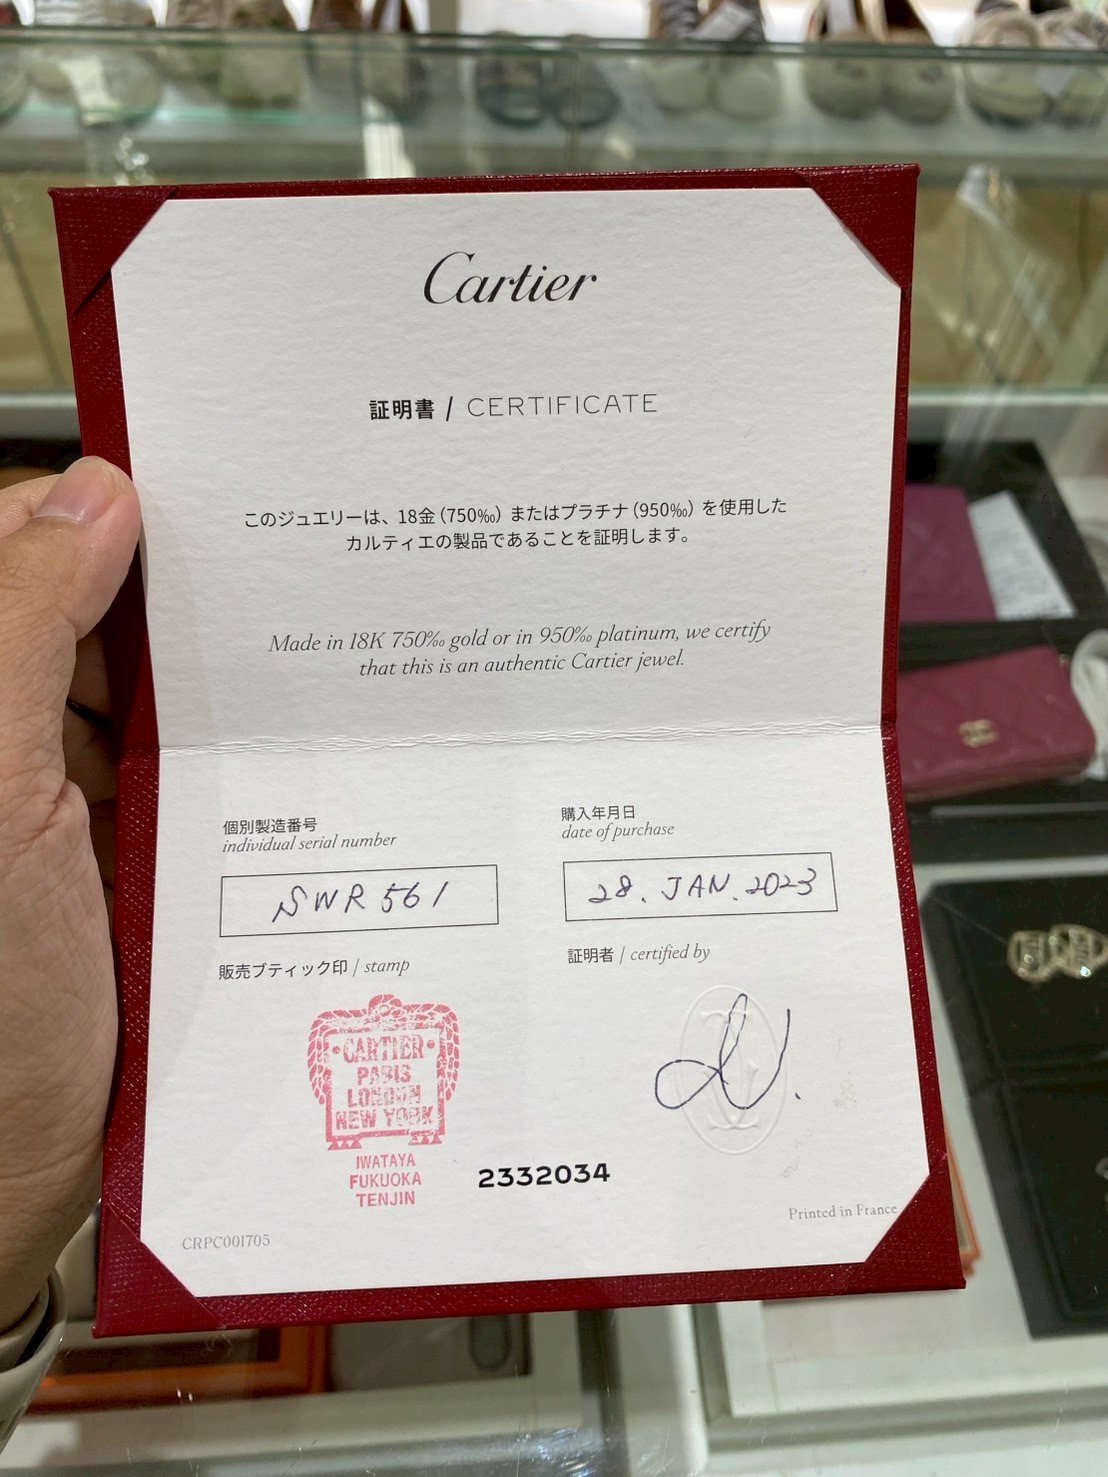 Cartier
証明書 / CERTIFICATE
このジュエリーは、18金(750‰)またはプラチナ(950‰)を使用した
カルティエの製品であることを証明します。
Made in 18K 750‰ gold or in 950‰ platinum, we certify
that this is an authentic Cartier jewel.
個別製造番号
individual serial number
SWR561
購入年月日
date of purchase
28. JAN. 2023
販売ブティック印 / stamp
証明者 / certified by
•CARTIER•
PARIS
LONDON
NEW YORK
IWATAYA
FUKUOKA
TENJIN
2332034
CRPC001705
Printed in France